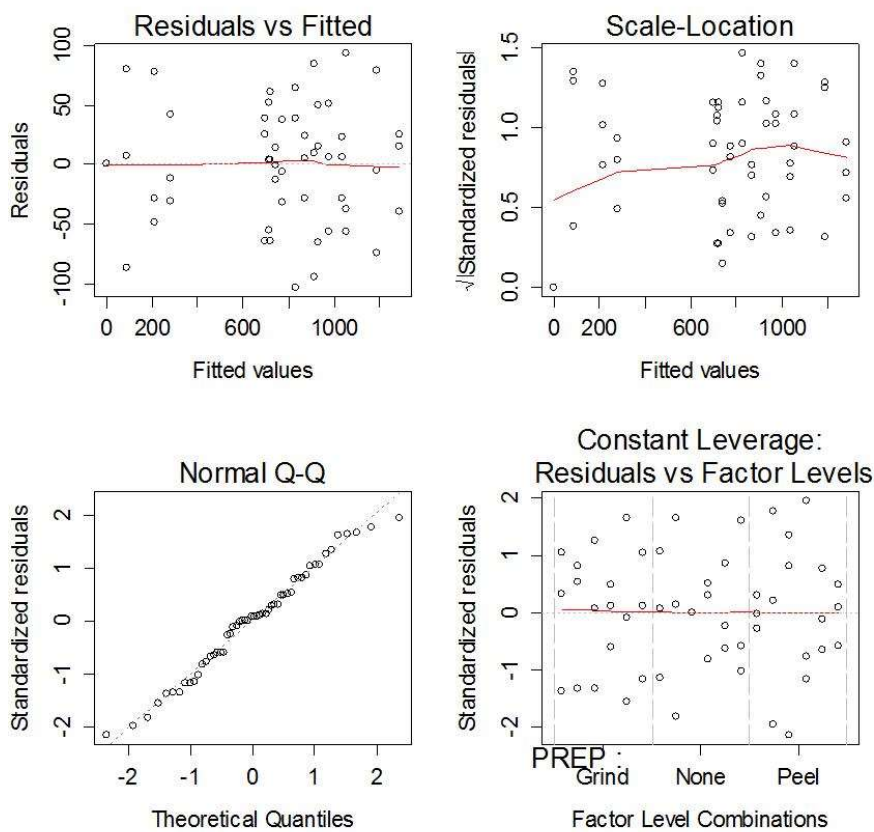 Residuals vs Fitted
Residuals
100
50
0
-50
-100
0 200 600 1000
Fitted values
Scale-Location
√|Standardized residuals|
1.5
1.0
0.5
0.0
0 200 600 1000
Fitted values
Normal Q-Q
Standardized residuals
2
1
0
-1
-2
-2 -1 0 1 2
Theoretical Quantiles
Constant Leverage:
Residuals vs Factor Levels
Standardized residuals
2
1
0
-1
-2
PREP :
Grind None Peel
Factor Level Combinations